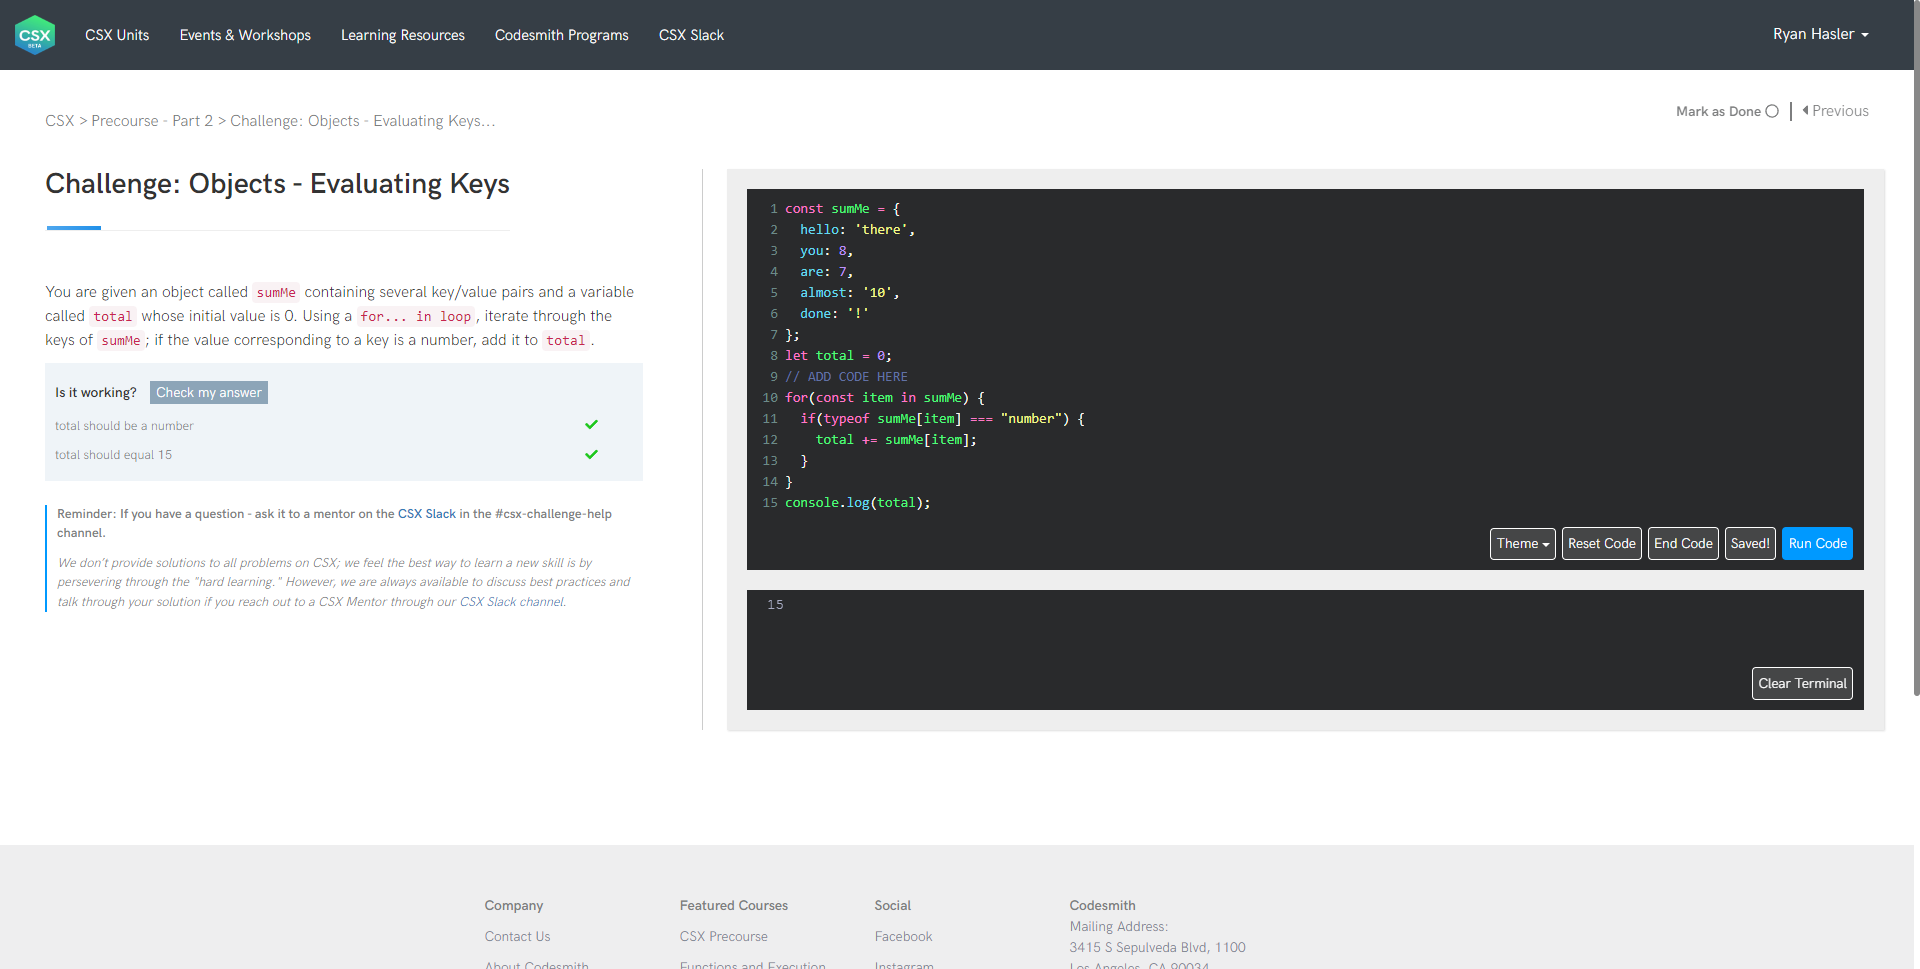 CSX
BETA
CSX Units
Events & Workshops
Learning Resources
Codesmith Programs
CSX Slack
Ryan Hasler
CSX > Precourse - Part 2 > Challenge: Objects - Evaluating Keys...
Mark as Done
Previous
Challenge: Objects - Evaluating Keys
You are given an object called sumMe containing several key/value pairs and a variable
called total whose initial value is 0. Using a for... in loop, iterate through the
keys of sumMe; if the value corresponding to a key is a number, add it to total.
Is it working? Check my answer
total should be a number
total should equal 15
Reminder: If you have a question - ask it to a mentor on the CSX Slack in the #csx-challenge-help
channel.
We don't provide solutions to all problems on CSX; we feel the best way to learn a new skill is by
persevering through the "hard learning." However, we are always available to discuss best practices and
talk through your solution if you reach out to a CSX Mentor through our CSX Slack channel.
1 const sumMe = {
2   hello: 'there',
3   you: 8,
4   are: 7,
5   almost: '10',
6   done: '!'
7 };
8 let total = 0;
9 // ADD CODE HERE
10 for(const item in sumMe) {
11   if(typeof sumMe[item] === "number") {
12     total += sumMe[item];
13   }
14 }
15 console.log(total);
Theme
Reset Code
End Code
Saved!
Run Code
15
Clear Terminal
Company
Contact Us
About Codesmith
Featured Courses
CSX Precourse
Functions and Execution
Social
Facebook
Instagram
Codesmith
Mailing Address:
3415 S Sepulveda Blvd, 1100
Los Angeles, CA 90034